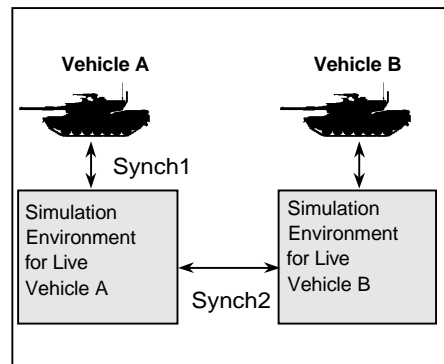 Vehicle A
Vehicle B
Synch1
Simulation
Environment
for Live
Vehicle A
Simulation
Environment
for Live
Vehicle B
Synch2